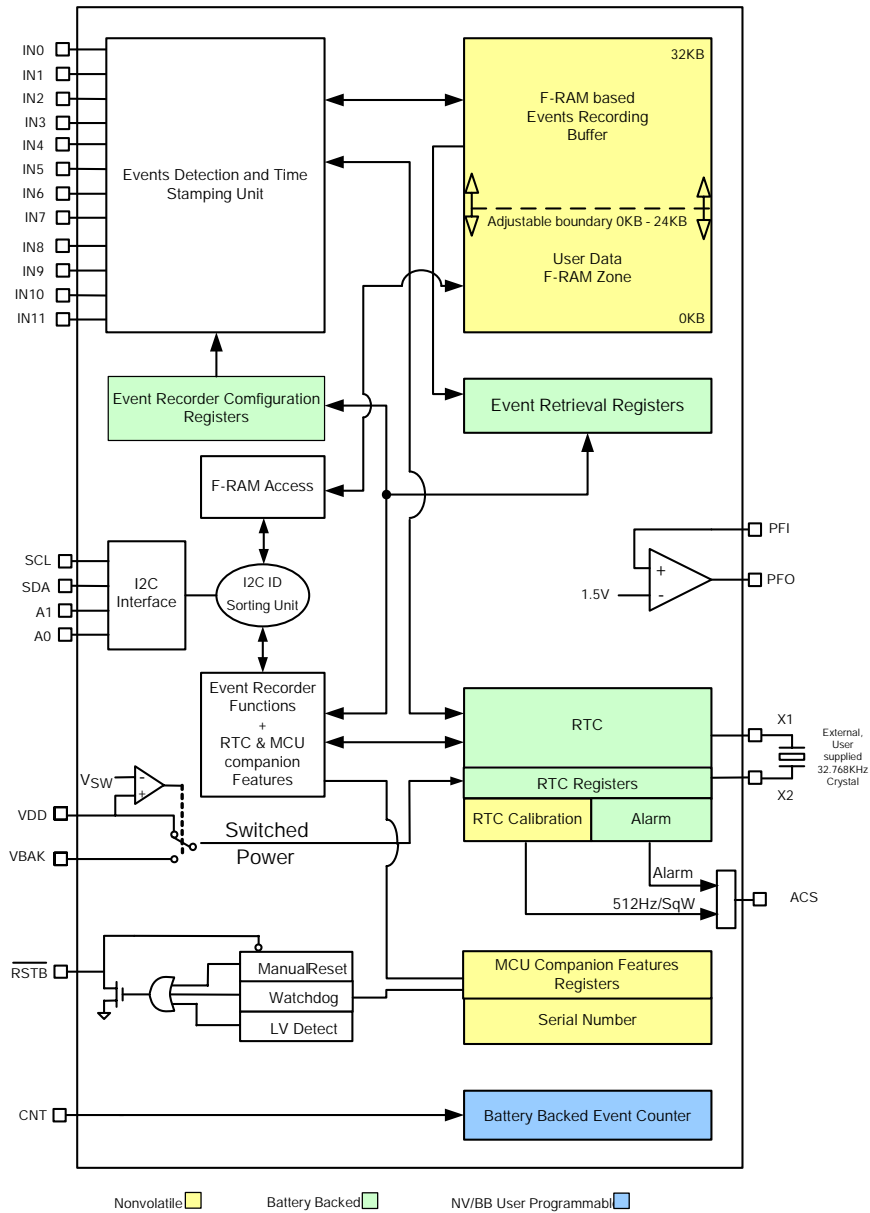 IN0
IN1
IN2
IN3
IN4
IN5
IN6
IN7
IN8
IN9
IN10
IN11
Events Detection and Time
Stamping Unit
32KB
F-RAM based
Events Recording
Buffer
Adjustable boundary 0KB - 24KB
User Data
F-RAM Zone
0KB
Event Recorder Comfiguration
Registers
Event Retrieval Registers
F-RAM Access
SCL
SDA
A1
A0
I2C
Interface
I2C ID
Sorting Unit
PFI
PFO
+
-
1.5V
Event Recorder
Functions
+
RTC & MCU
companion
Features
RTC
RTC Registers
RTC Calibration
Alarm
X1
X2
External,
User
supplied
32.768KHz
Crystal
VSW
-
+
VDD
VBAK
Switched
Power
Alarm
512Hz/SqW
ACS
RSTB
ManualReset
Watchdog
LV Detect
MCU Companion Features
Registers
Serial Number
CNT
Battery Backed Event Counter
Nonvolatile
Battery Backed
NV/BB User Programmabl